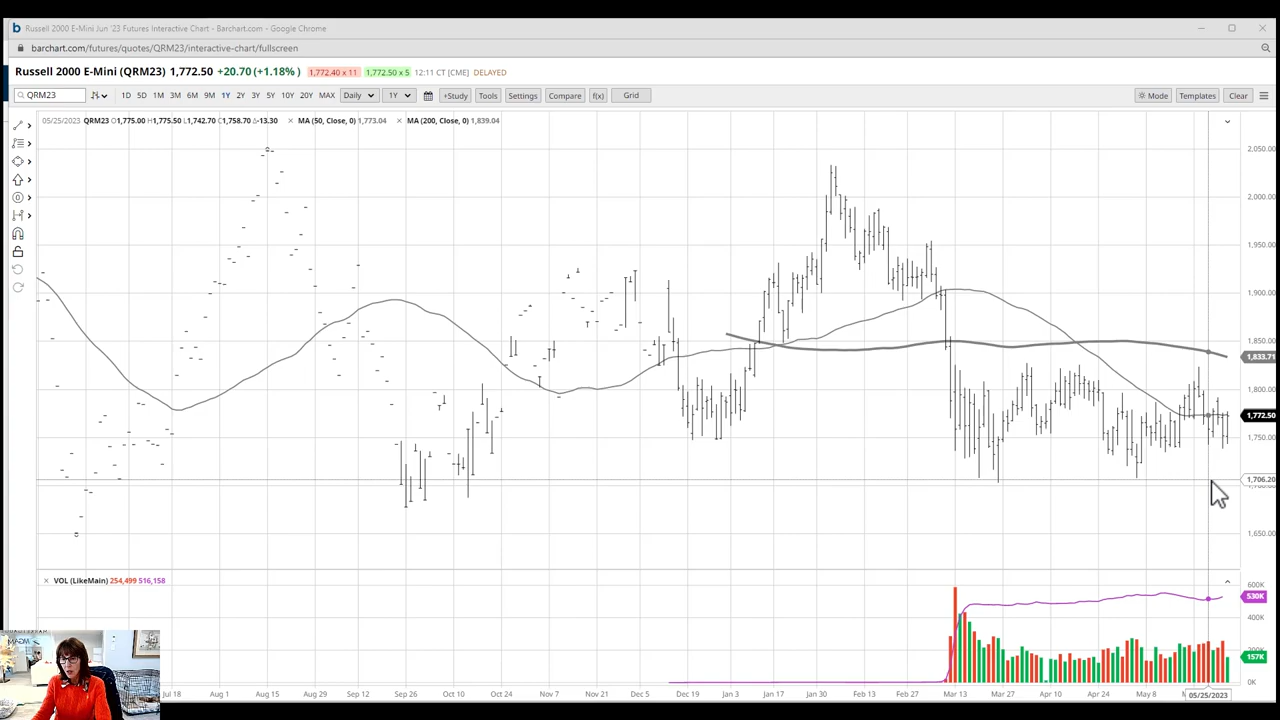 Russell 2000 E-Mini Jun '23 Futures Interactive Chart - Barchart.com - Google Chrome
barchart.com/futures/quotes/QRM23/interactive-chart/fullscreen
Russell 2000 E-Mini (QRM23) 1,772.50 +20.70 (+1.18%) 1,772.40 x 11 1,772.50 x 5 12:11 CT [CME] DELAYED
QRM23 1D 5D 1M 3M 6M 9M 1Y 2Y 3Y 5Y 10Y 20Y MAX Daily 1Y +Study Tools Settings Compare f(x) Grid Mode Templates Clear
05/25/2023 QRM23 O1,775.00 H1,775.50 L1,742.70 C1,758.70 Δ-13.30 MA (50, Close, 0) 1,773.04 MA (200, Close, 0) 1,839.04
2,050.00
2,000.00
1,950.00
1,900.00
1,850.00
1,833.71
1,800.00
1,772.50
1,750.00
1,706.20
1,650.00
VOL (LikeMain) 254,499 516,158
600K
530K
157K
0K
Jul 18 Aug 1 Aug 15 Aug 29 Sep 12 Sep 26 Oct 10 Oct 24 Nov 7 Nov 21 Dec 5 Dec 19 Jan 3 Jan 17 Jan 30 Feb 13 Feb 27 Mar 13 Mar 27 Apr 10 Apr 24 May 8 05/25/2023